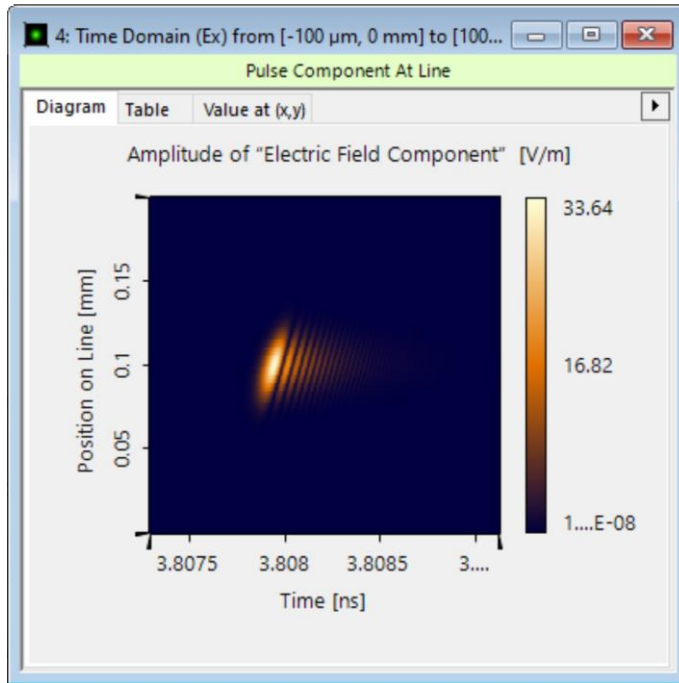 4: Time Domain (Ex) from [-100 µm, 0 mm] to [100...
Pulse Component At Line
Diagram Table Value at (x,y)
Amplitude of "Electric Field Component" [V/m]
33.64
16.82
1....E-08
Position on Line [mm]
0.15
0.1
0.05
3.8075 3.808 3.8085 3....
Time [ns]